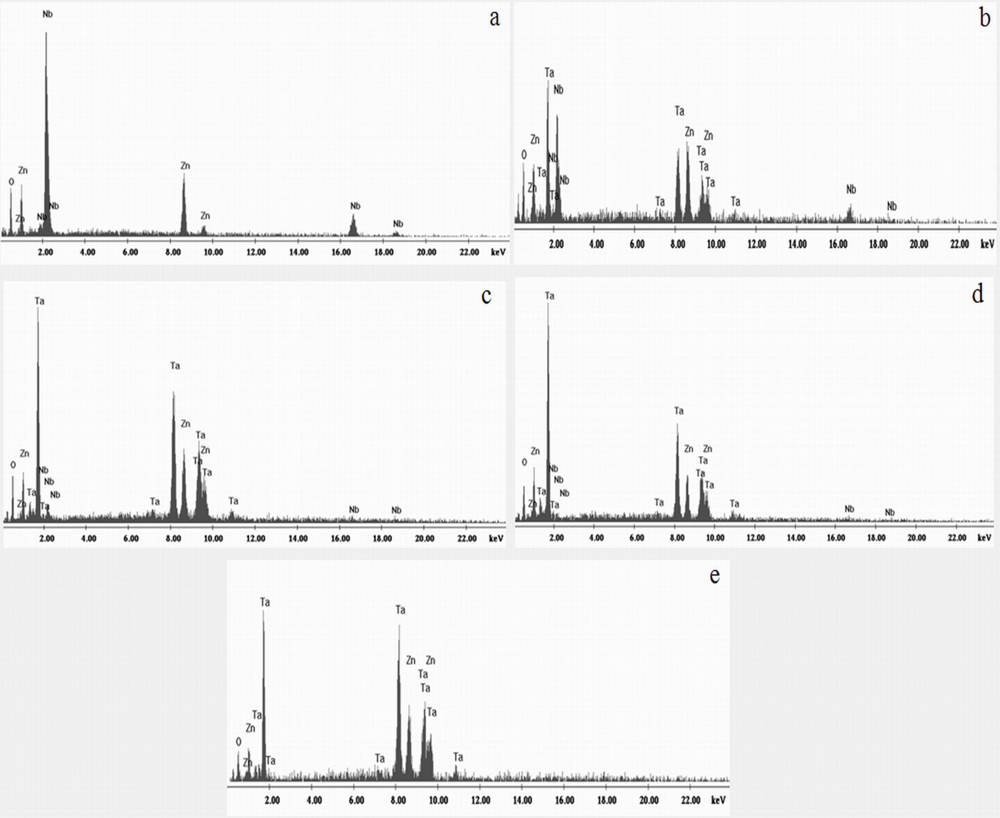 a
Nb
Zn
O
Zn
Nb
Nb
Zn
Zn
Nb
Nb
2.00 4.00 6.00 8.00 10.00 12.00 14.00 16.00 18.00 20.00 22.00 keV
b
Ta
Nb
Ta
Zn
Zn
Zn
O
Ta
Nb
Ta
Ta
Nb
Zn
Ta
Ta
Nb
Ta
Ta
Nb
2.00 4.00 6.00 8.00 10.00 12.00 14.00 16.00 18.00 20.00 22.00 keV
c
Ta
Ta
Zn
Ta
Zn
Zn
Ta
O
Nb
Ta
Nb
Ta
Nb
Zn
Ta
Ta
Ta
Nb
Nb
2.00 4.00 6.00 8.00 10.00 12.00 14.00 16.00 18.00 20.00 22.00 keV
d
Ta
Ta
Zn
Zn
Zn
O
Ta
Nb
Ta
Nb
Ta
Ta
Nb
Zn
Ta
Ta
Ta
Nb
Nb
2.00 4.00 6.00 8.00 10.00 12.00 14.00 16.00 18.00 20.00 22.00 keV
e
Ta
Ta
Zn
Zn
Ta
Ta
Ta
Ta
Zn
O
Zn
Ta
Ta
Ta
2.00 4.00 6.00 8.00 10.00 12.00 14.00 16.00 18.00 20.00 22.00 keV